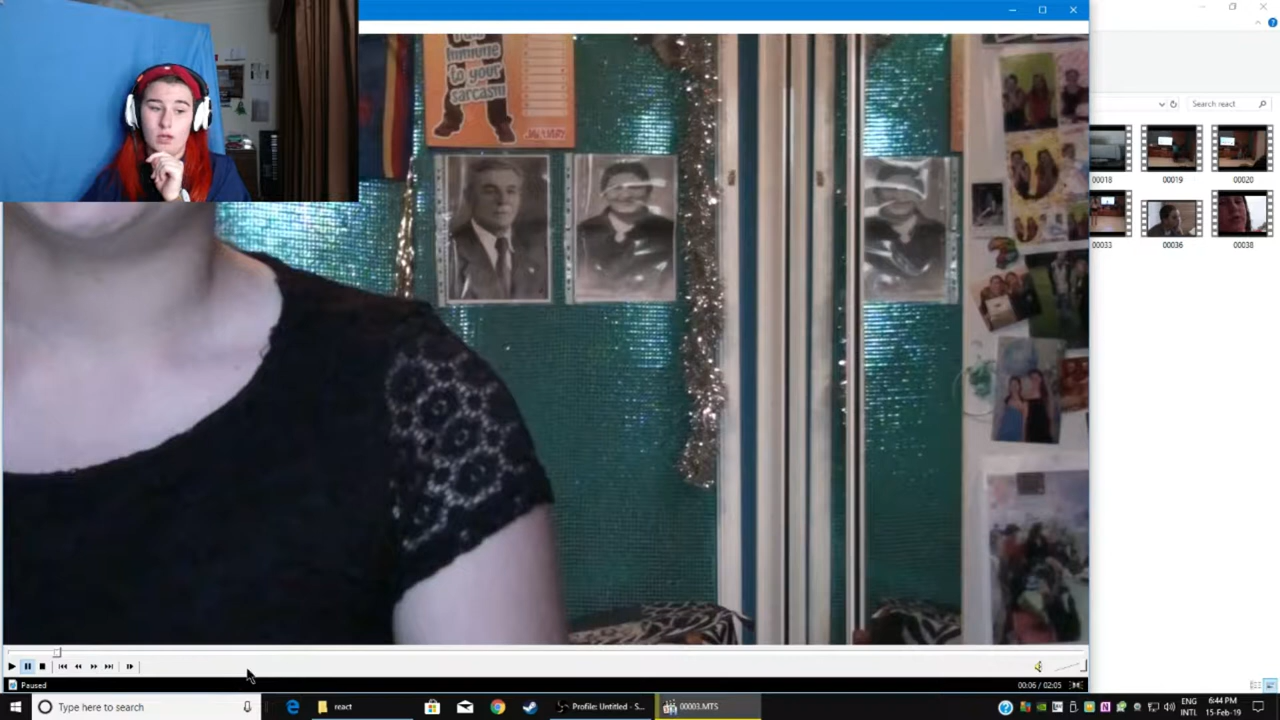 immune
to your
sarcasm
Search react
00018
00019
00020
00033
00036
00038
Paused
00:06 / 02:05
Type here to search
react
Profile: Untitled - S...
00003.MTS
ENG
INTL
6:44 PM
15-Feb-19